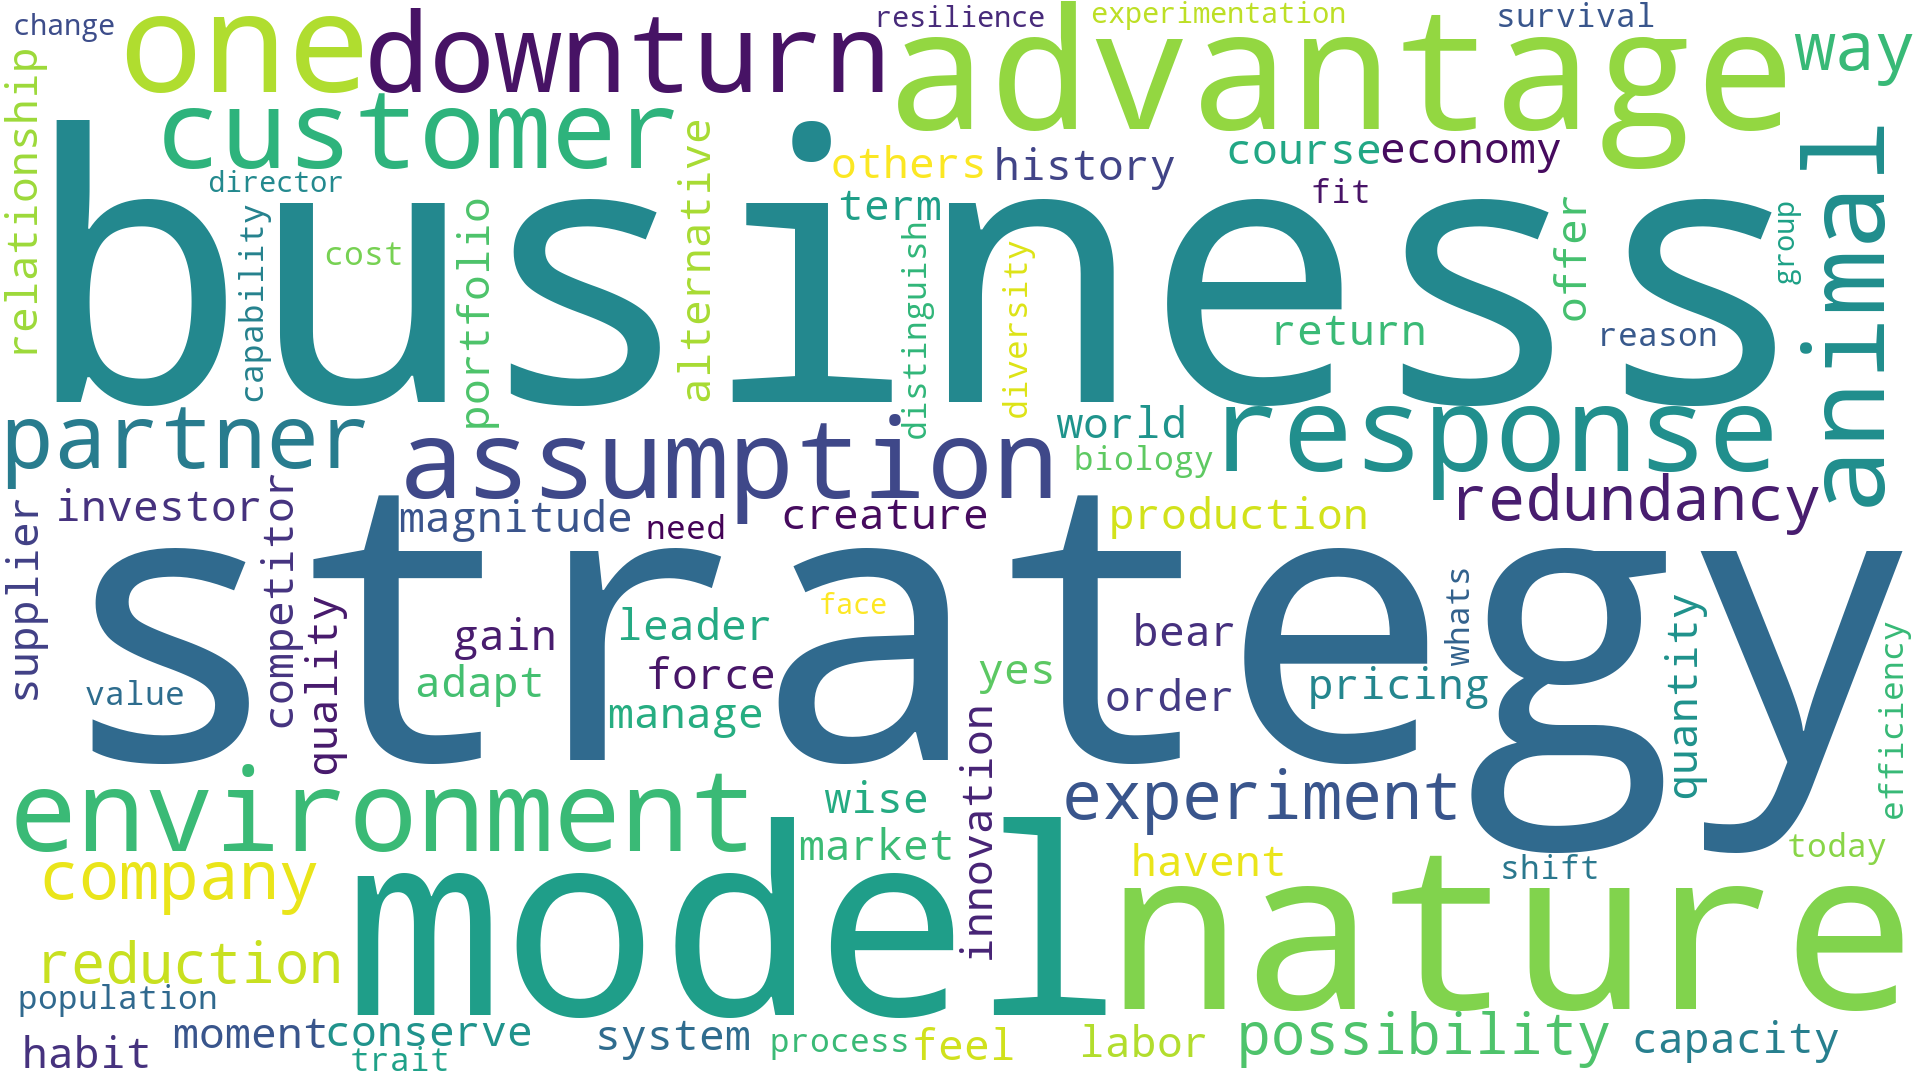 change
one
downturn
resilience
experimentation
survival
advantage
way
relationship
customer
business
director
alternative
others
history
course
economy
animal
term
fit
capability
cost
portfolio
distinguish
diversity
offer
group
return
reason
partner
assumption
world
response
biology
redundancy
investor
magnitude
need
creature
production
supplier
competitor
strategy
quality
gain
leader
face
bear
whats
quantity
efficiency
value
adapt
force
manage
yes
order
pricing
environment
innovation
wise
experiment
market
company
model
havent
nature
shift
today
reduction
population
habit
moment
conserve
trait
system
process
feel
labor
possibility
capacity